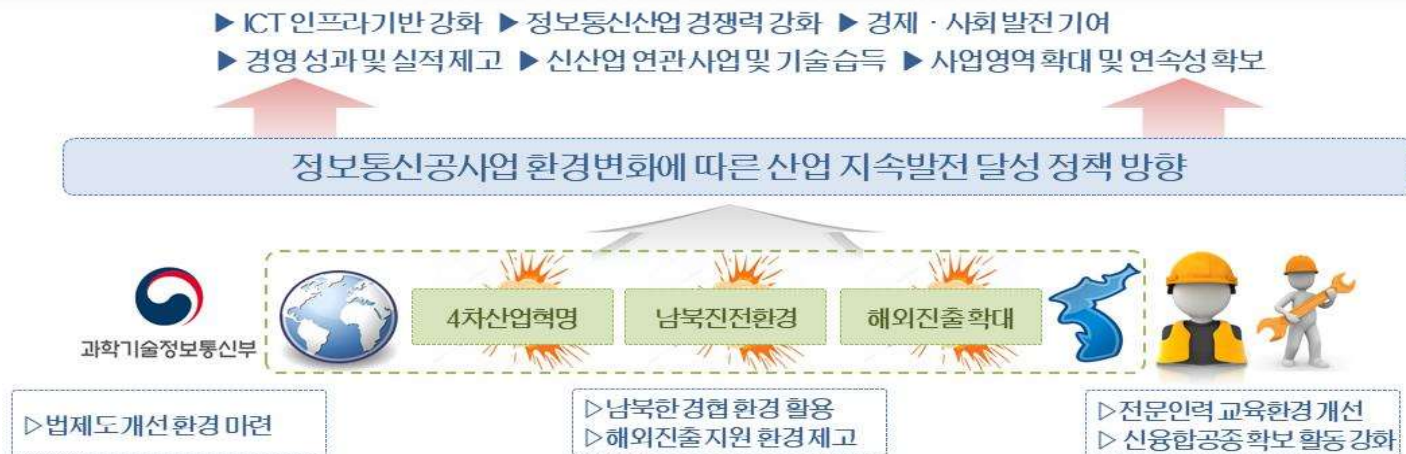 ▶ ICT 인프라기반 강화 ▶ 정보통신산업 경쟁력 강화 ▶ 경제 · 사회 발전 기여
▶ 경영 성과 및 실적 제고 ▶ 신산업 연관 사업 및 기술 습득 ▶ 사업영역 확대 및 연속성 확보
정보통신공사업 환경변화에 따른 산업 지속발전 달성 정책 방향
과학기술정보통신부
4차산업혁명
남북진전환경
해외진출 확대
▷법제도 개선 환경 마련
▷남북한 경협 환경 활용
▷해외진출 지원 환경 제고
▷전문인력 교육환경 개선
▷신융합공종 확보 활동 강화